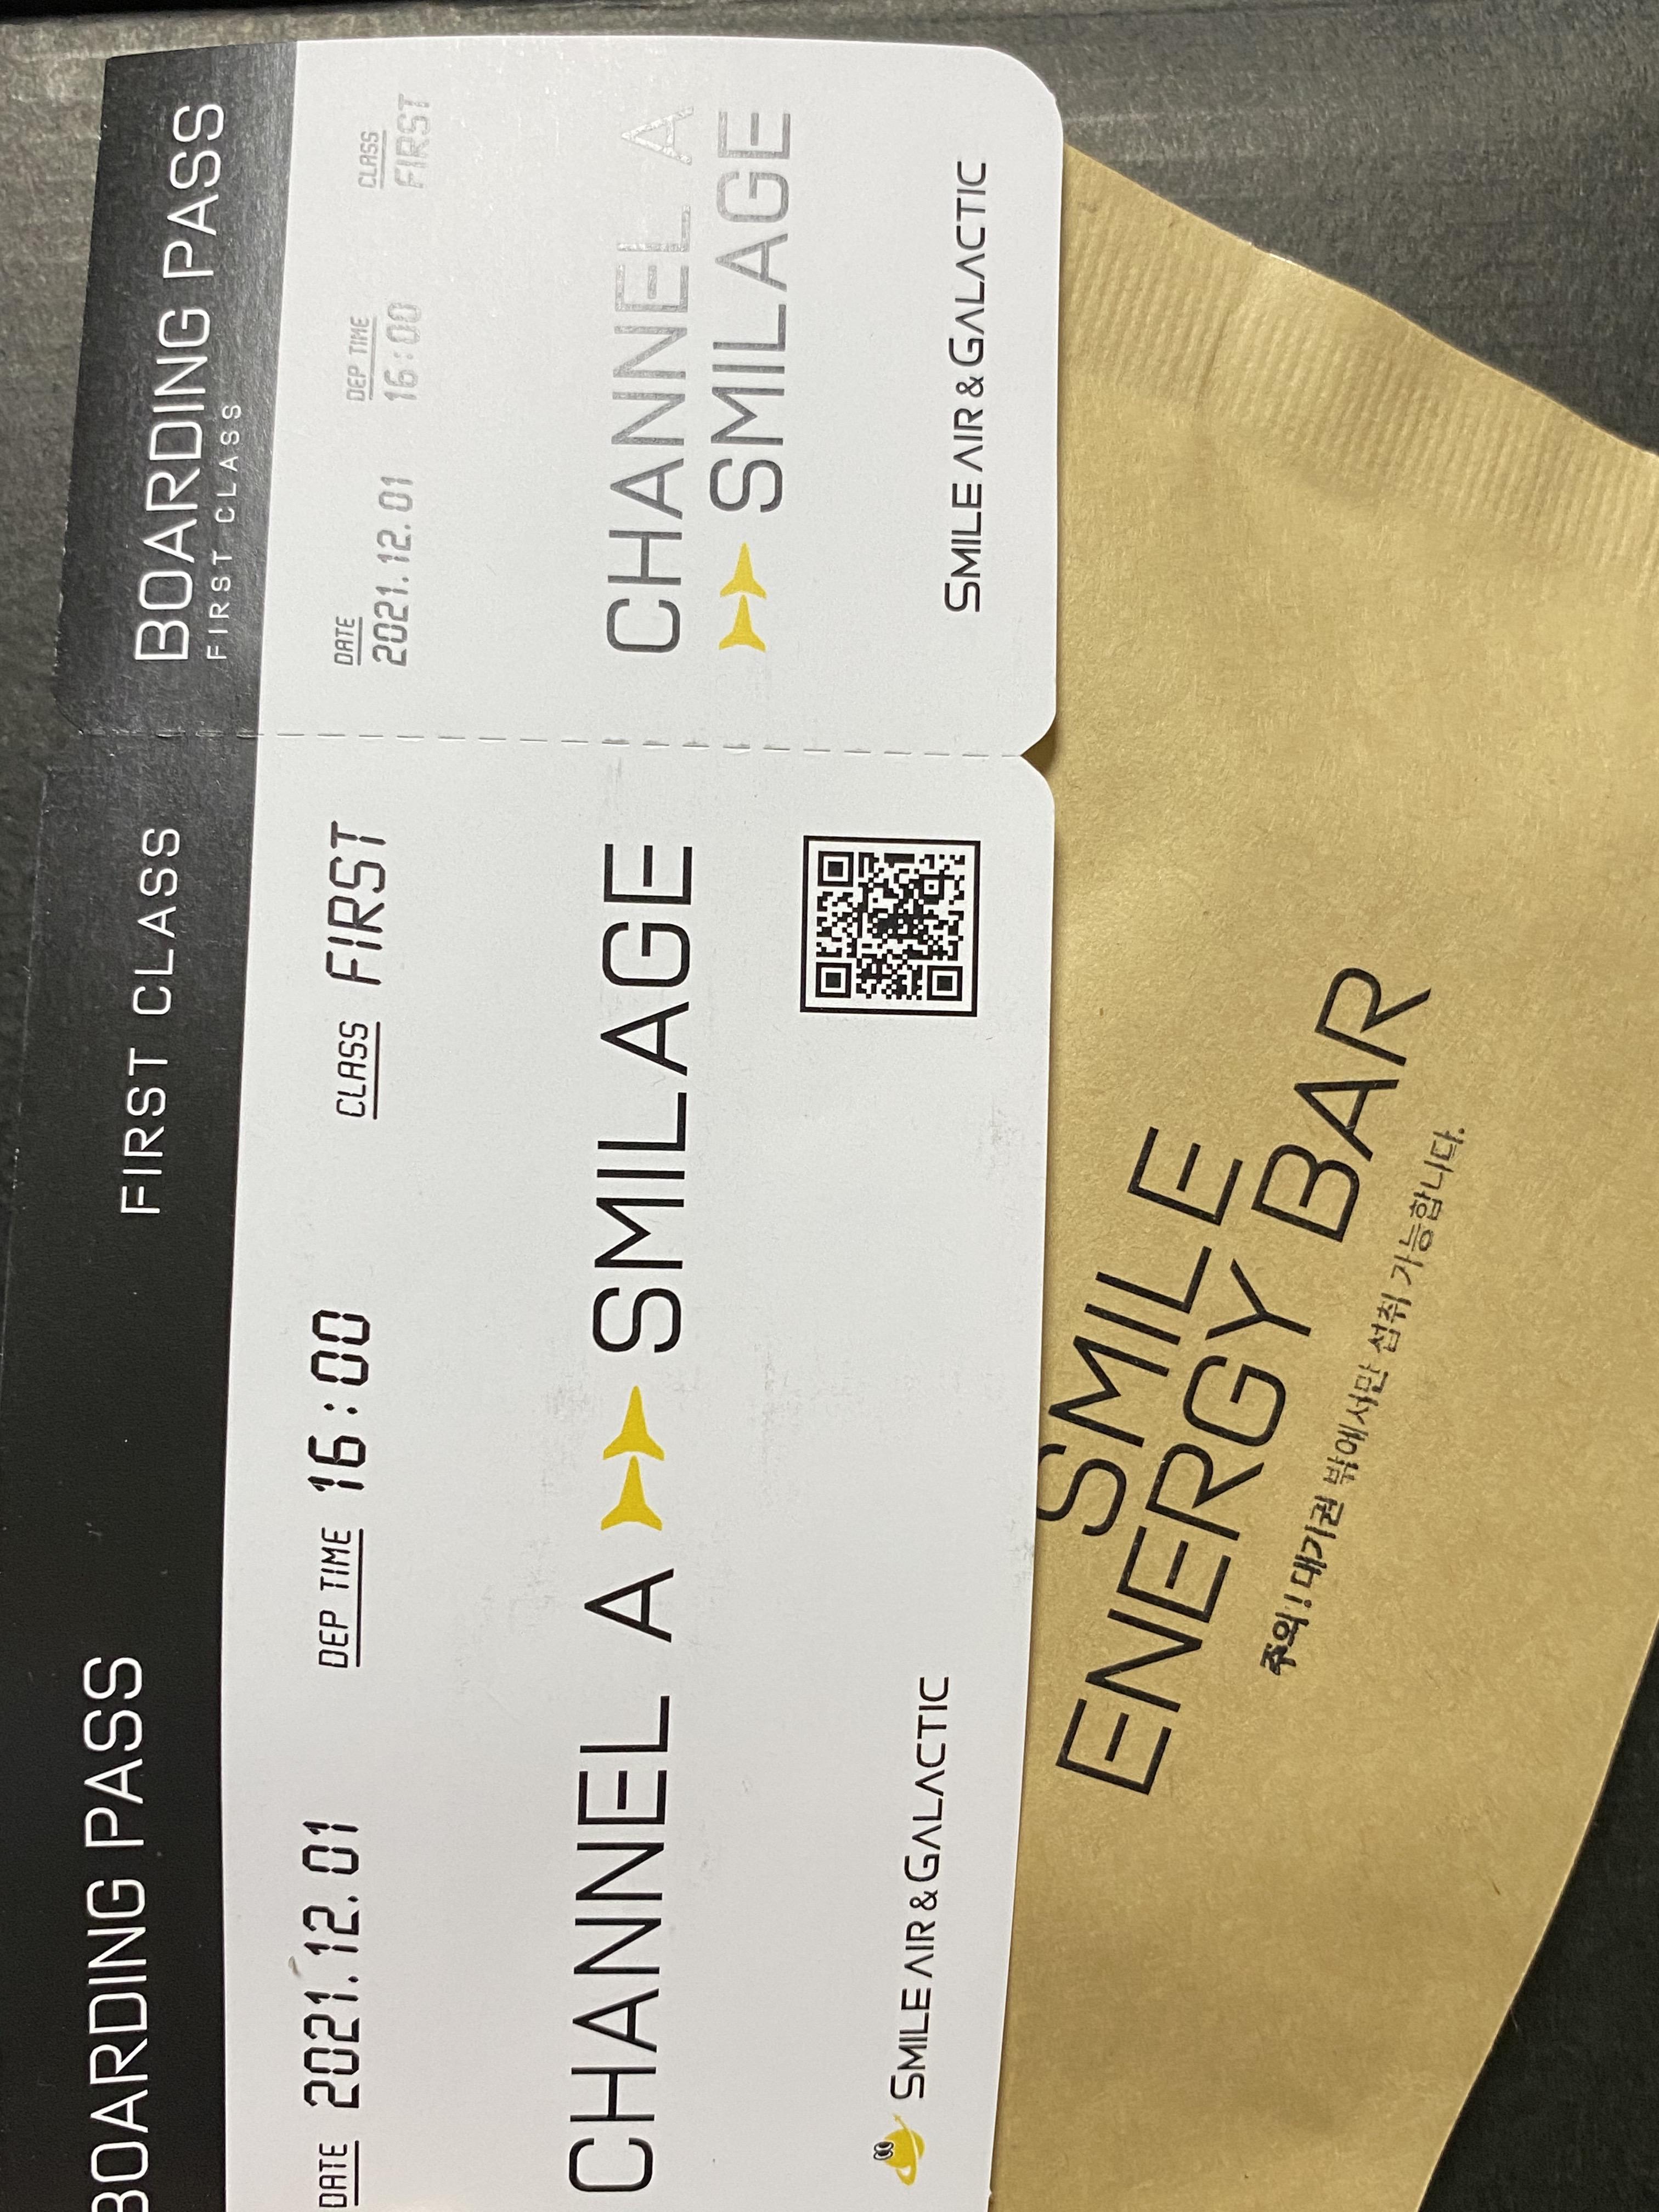 BOARDING PASS
FIRST CLASS
DATE 2021.12.01
DEP TIME 16:00
CLASS FIRST
CHANNEL A SMILAGE
SMILE AIR & GALACTIC
BOARDING PASS
FIRST CLASS
DATE
2021.12.01
DEP TIME
16:00
CLASS
FIRST
CHANNEL A
SMILAGE
SMILE AIR & GALACTIC
SMILE
ENERGY BAR
주의! 대기권 밖에서만 섭취 가능합니다.